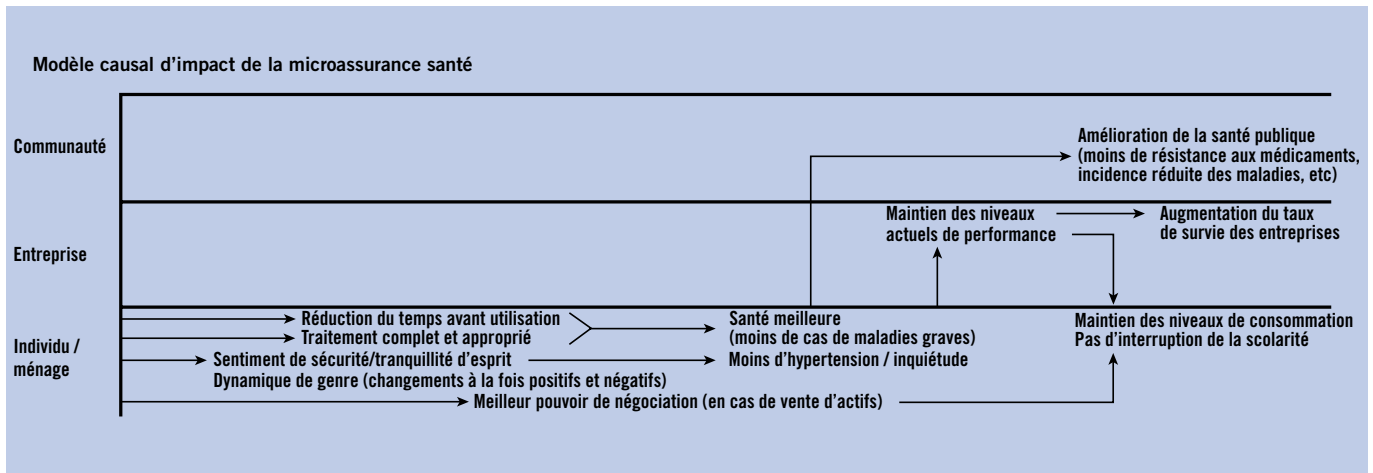 Modèle causal d’impact de la microassurance santé
Communauté
Amélioration de la santé publique
(moins de résistance aux médicaments,
incidence réduite des maladies, etc)
Entreprise
Maintien des niveaux
actuels de performance
Augmentation du taux
de survie des entreprises
Individu /
ménage
Réduction du temps avant utilisation
Traitement complet et approprié
Sentiment de sécurité/tranquillité d’esprit
Dynamique de genre (changements à la fois positifs et négatifs)
Meilleur pouvoir de négociation (en cas de vente d’actifs)
Santé meilleure
(moins de cas de maladies graves)
Moins d’hypertension / inquiétude
Maintien des niveaux de consommation
Pas d’interruption de la scolarité